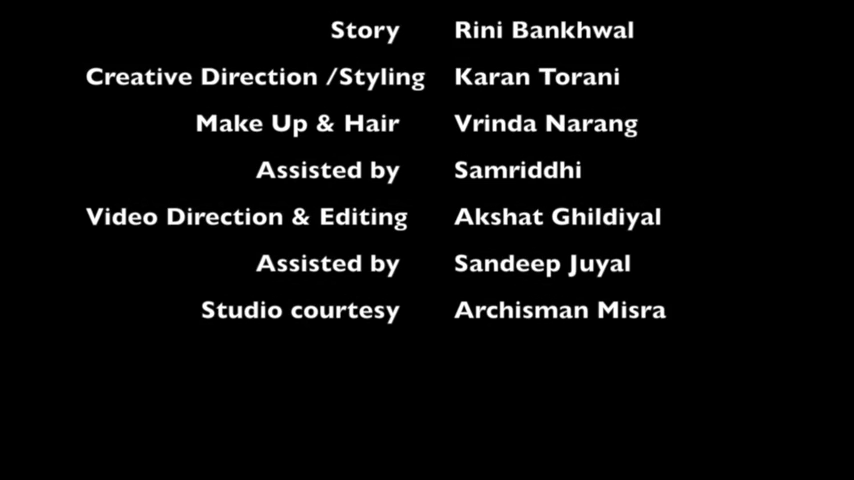 Story Rini Bankhwal
Creative Direction /Styling Karan Torani
Make Up & Hair Vrinda Narang
Assisted by Samriddhi
Video Direction & Editing Akshat Ghildiyal
Assisted by Sandeep Juyal
Studio courtesy Archisman Misra